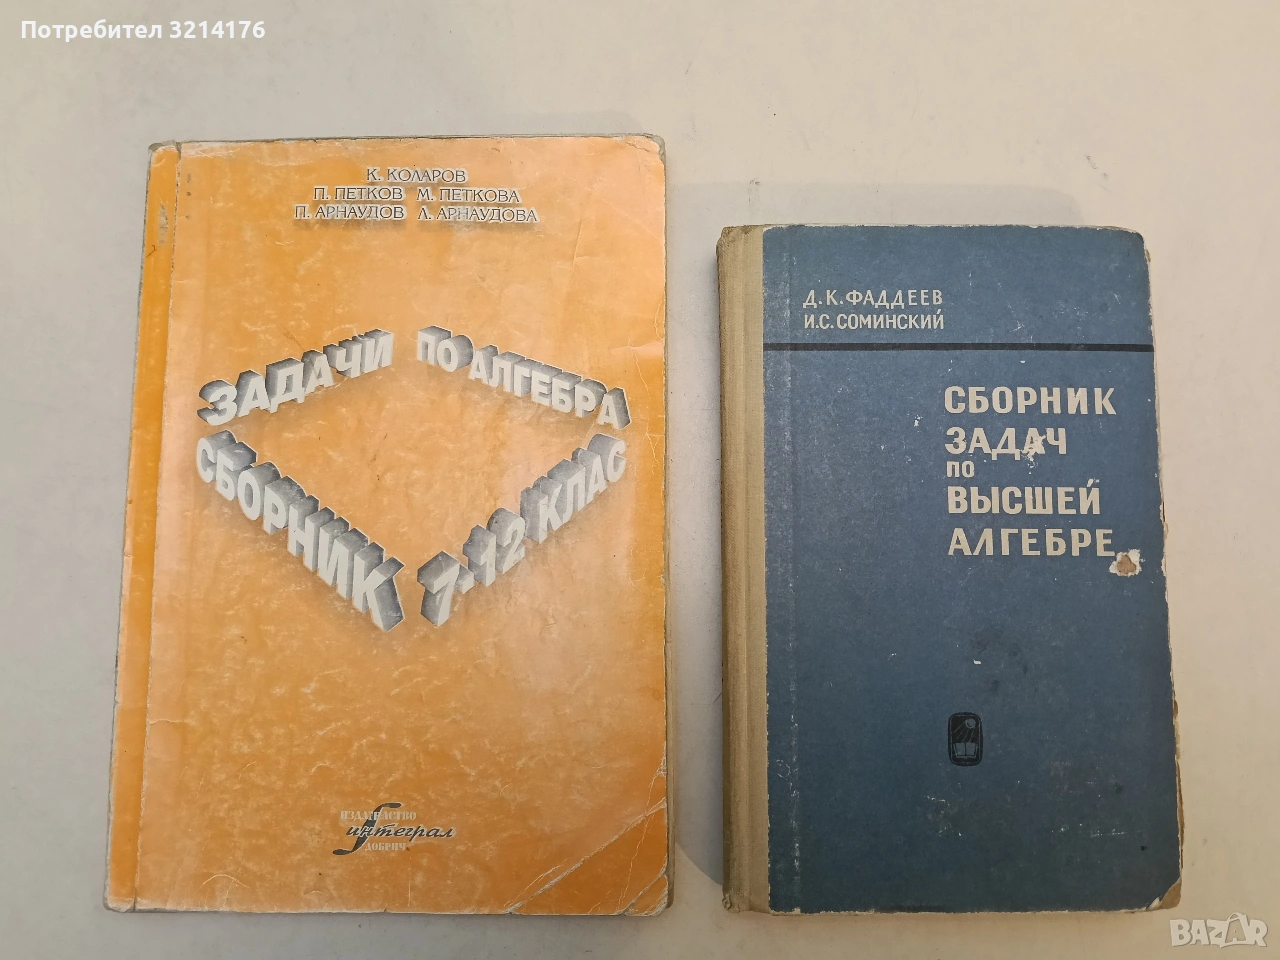 Потребител 3214176
К. КОЛАРОВ
П. ПЕТКОВ М. ПЕТКОВА
П. АРНАУДОВ Л. АРНАУДОВА
ЗАДАЧИ ПО АЛГЕБРА
СБОРНИК 7-12 КЛАС
ИЗДАТЕЛСТВО
интеграл
ДОБРИЧ
Д.К.ФАДДЕЕВ
И.С.СОМИНСКИЙ
СБОРНИК
ЗАДАЧ
ПО
ВЫСШЕЙ
АЛГЕБРЕ
BAZAR